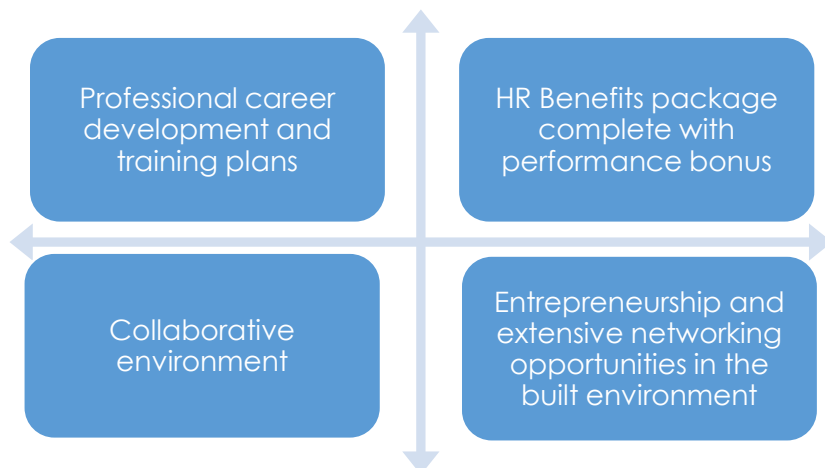 Professional career
development and
training plans
HR Benefits package
complete with
performance bonus
Collaborative
environment
Entrepreneurship and
extensive networking
opportunities in the
built environment